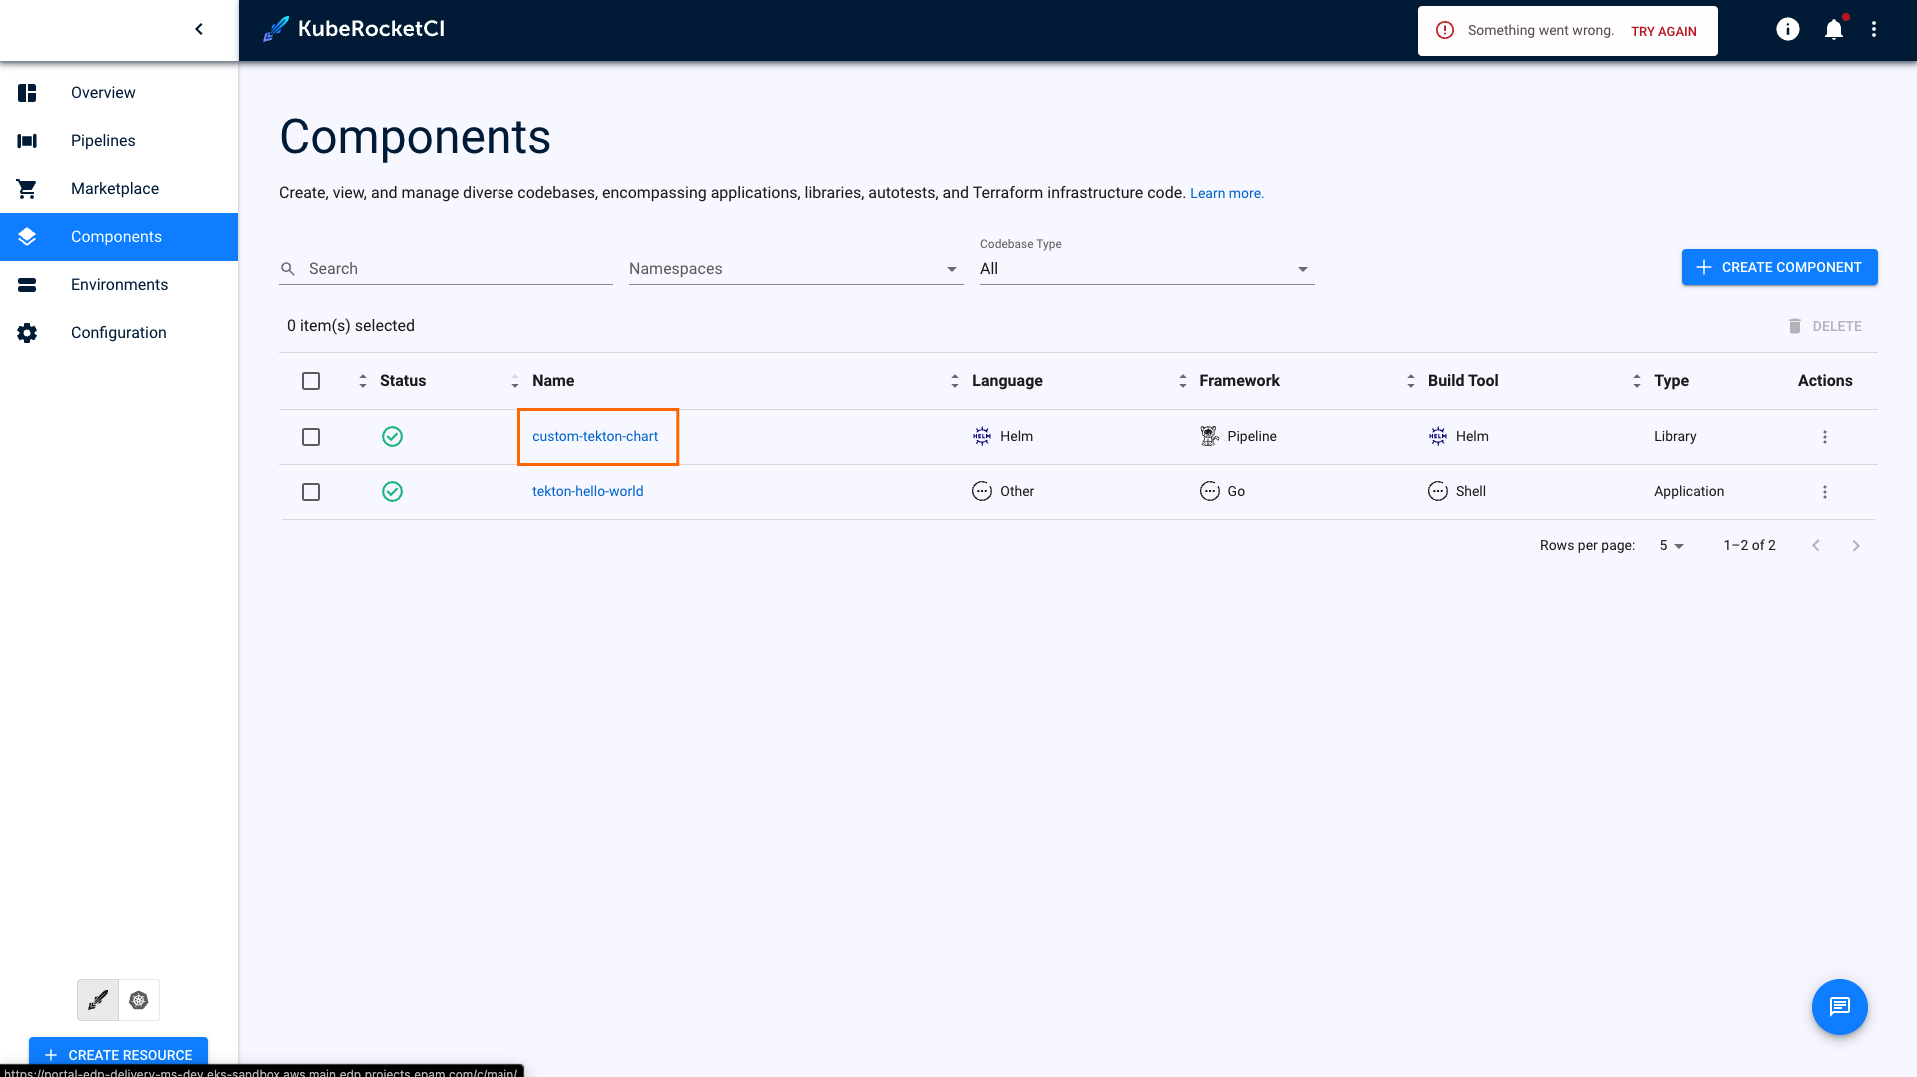 KubeRocketCI
Something went wrong. TRY AGAIN
Overview
Pipelines
Marketplace
Components
Environments
Configuration
Components
Create, view, and manage diverse codebases, encompassing applications, libraries, autotests, and Terraform infrastructure code. Learn more.
Search
Namespaces
Codebase Type
All
CREATE COMPONENT
0 item(s) selected
DELETE
Status Name Language Framework Build Tool Type Actions
custom-tekton-chart HELM Helm Pipeline HELM Helm Library
tekton-hello-world Other Go Shell Application
Rows per page: 5 1–2 of 2
CREATE RESOURCE
https://portal-edp-delivery-ms-dev.eks-sandbox.aws.main.edp.projects.epam.com/c/main/